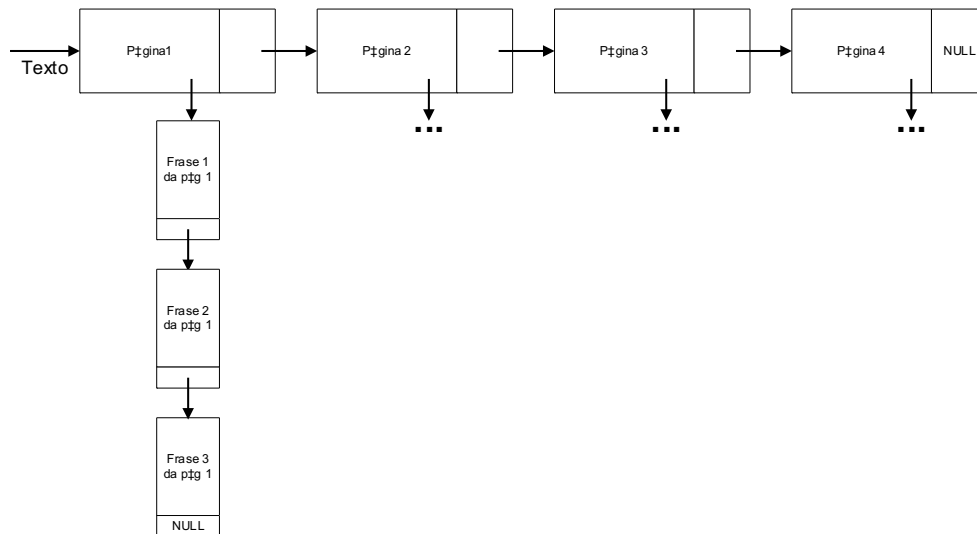 Texto
P‡gina1
P‡gina 2
P‡gina 3
P‡gina 4
NULL
...
...
...
Frase 1
da p‡g 1
Frase 2
da p‡g 1
Frase 3
da p‡g 1
NULL